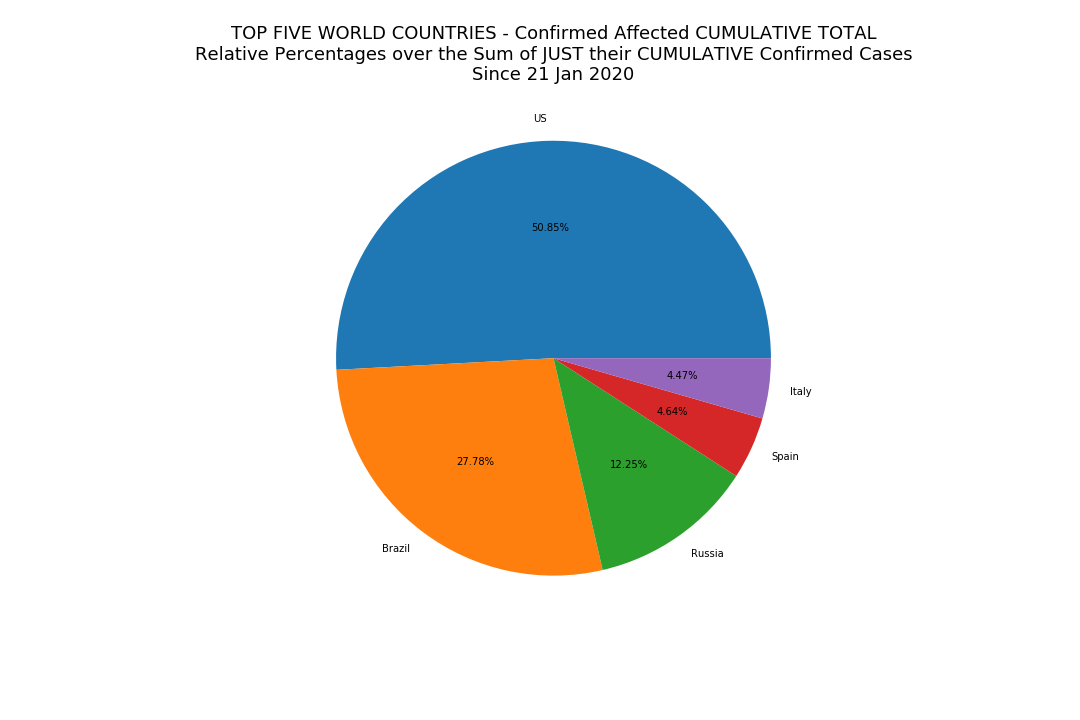 TOP FIVE WORLD COUNTRIES - Confirmed Affected CUMULATIVE TOTAL
Relative Percentages over the Sum of JUST their CUMULATIVE Confirmed Cases
Since 21 Jan 2020
US
50.85%
4.47%
Italy
4.64%
Spain
27.78%
12.25%
Brazil
Russia